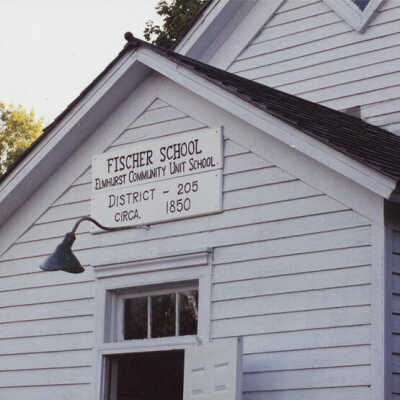 FISCHER SCHOOL
ELMHURST COMMUNITY UNIT SCHOOL
DISTRICT - 205
CIRCA. 1850